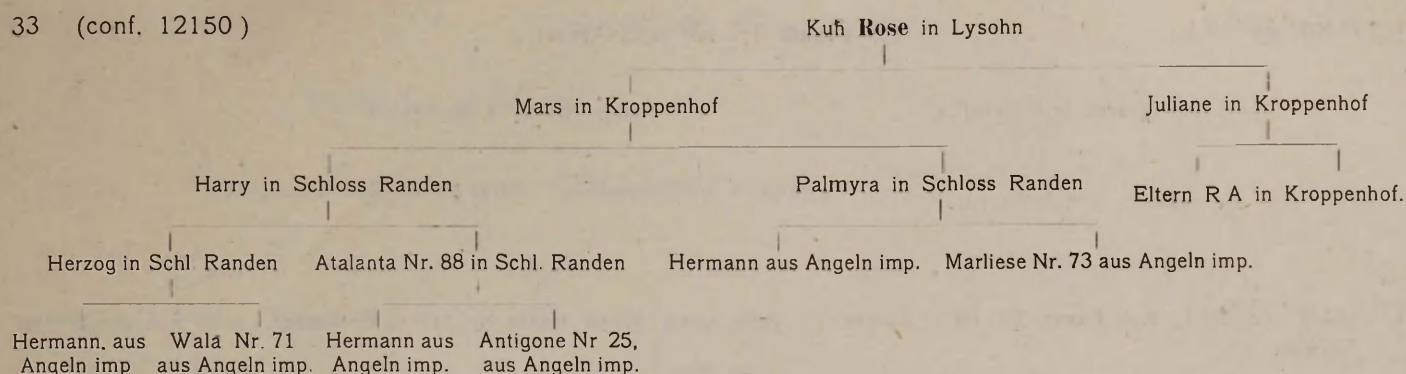 33 (conf. 12150)
Kuh Rose in Lysohn
Mars in Kroppenhof
Juliane in Kroppenhof
Harry in Schloss Randen
Palmyra in Schloss Randen
Eltern R A in Kroppenhof.
Herzog in Schl. Randen
Atalanta Nr. 88 in Schl. Randen
Hermann aus Angeln imp.
Marliese Nr. 73 aus Angeln imp.
Hermann. aus
Angeln imp
Wala Nr. 71
aus Angeln imp.
Hermann aus
Angeln imp.
Antigone Nr 25,
aus Angeln imp.